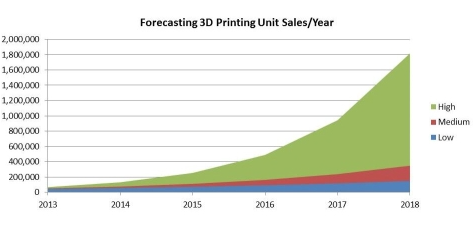 Forecasting 3D Printing Unit Sales/Year
2,000,000
1,800,000
1,600,000
1,400,000
1,200,000
1,000,000
800,000
600,000
400,000
200,000
0
2013 2014 2015 2016 2017 2018
High
Medium
Low